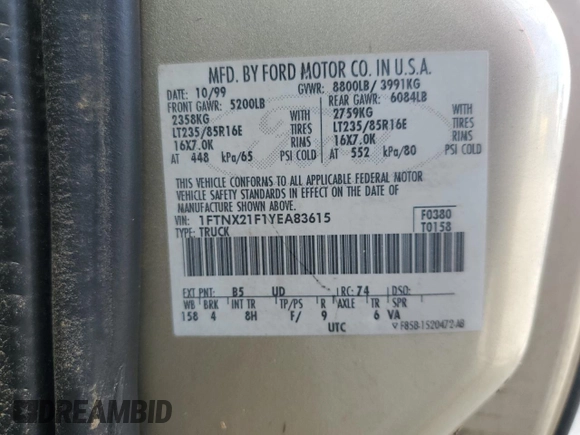 MFD. BY FORD MOTOR CO. IN U.S.A.
DATE: 10/99 GVWR: 8800LB/ 3991KG
FRONT GAWR: 5200LB REAR GAWR: 6084LB
2358KG WITH 2759KG WITH
LT235/85R16E TIRES LT235/85R16E TIRES
16X7.0K RIMS 16X7.0K RIMS
AT 448 kPa/65 PSI COLD AT 552 kPa/80 PSI COLD
THIS VEHICLE CONFORMS TO ALL APPLICABLE FEDERAL MOTOR
VEHICLE SAFETY STANDARDS IN EFFECT ON THE DATE OF
MANUFACTURE SHOWN ABOVE.
VIN: 1FTNX21F1YEA83615 F0380
TYPE: TRUCK T0158
EXT PNT: B5 UD RC: 74 DSO:
WB BRK INT TR TP/PS R AXLE TR SPR
158 4 8H F/ 9 6 VA
UTC F85B-1520472-AB
DREAMBID